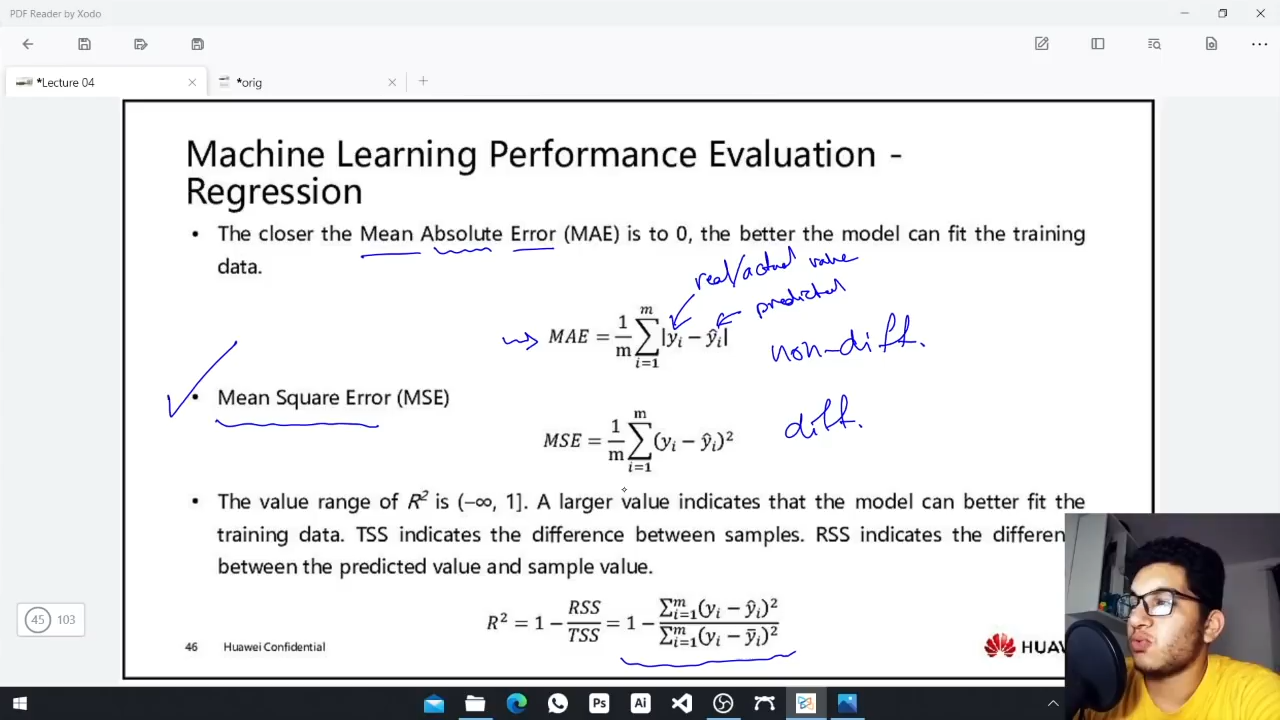 PDF Reader by Xodo
*Lecture 04
*orig
Machine Learning Performance Evaluation -
Regression
• The closer the Mean Absolute Error (MAE) is to 0, the better the model can fit the training
data.
real/actual value
predicted
MAE = 1/m ∑_{i=1}^{m} |y_i − ŷ_i|
non-diff.
• Mean Square Error (MSE)
MSE = 1/m ∑_{i=1}^{m} (y_i − ŷ_i)²
diff.
• The value range of R² is (−∞, 1]. A larger value indicates that the model can better fit the
training data. TSS indicates the difference between samples. RSS indicates the differen
between the predicted value and sample value.
R² = 1 − RSS/TSS = 1 − ∑_{i=1}^{m} (y_i − ŷ_i)² / ∑_{i=1}^{m} (y_i − ȳ_i)²
45 103
46 Huawei Confidential
HUAW
Ps
Ai